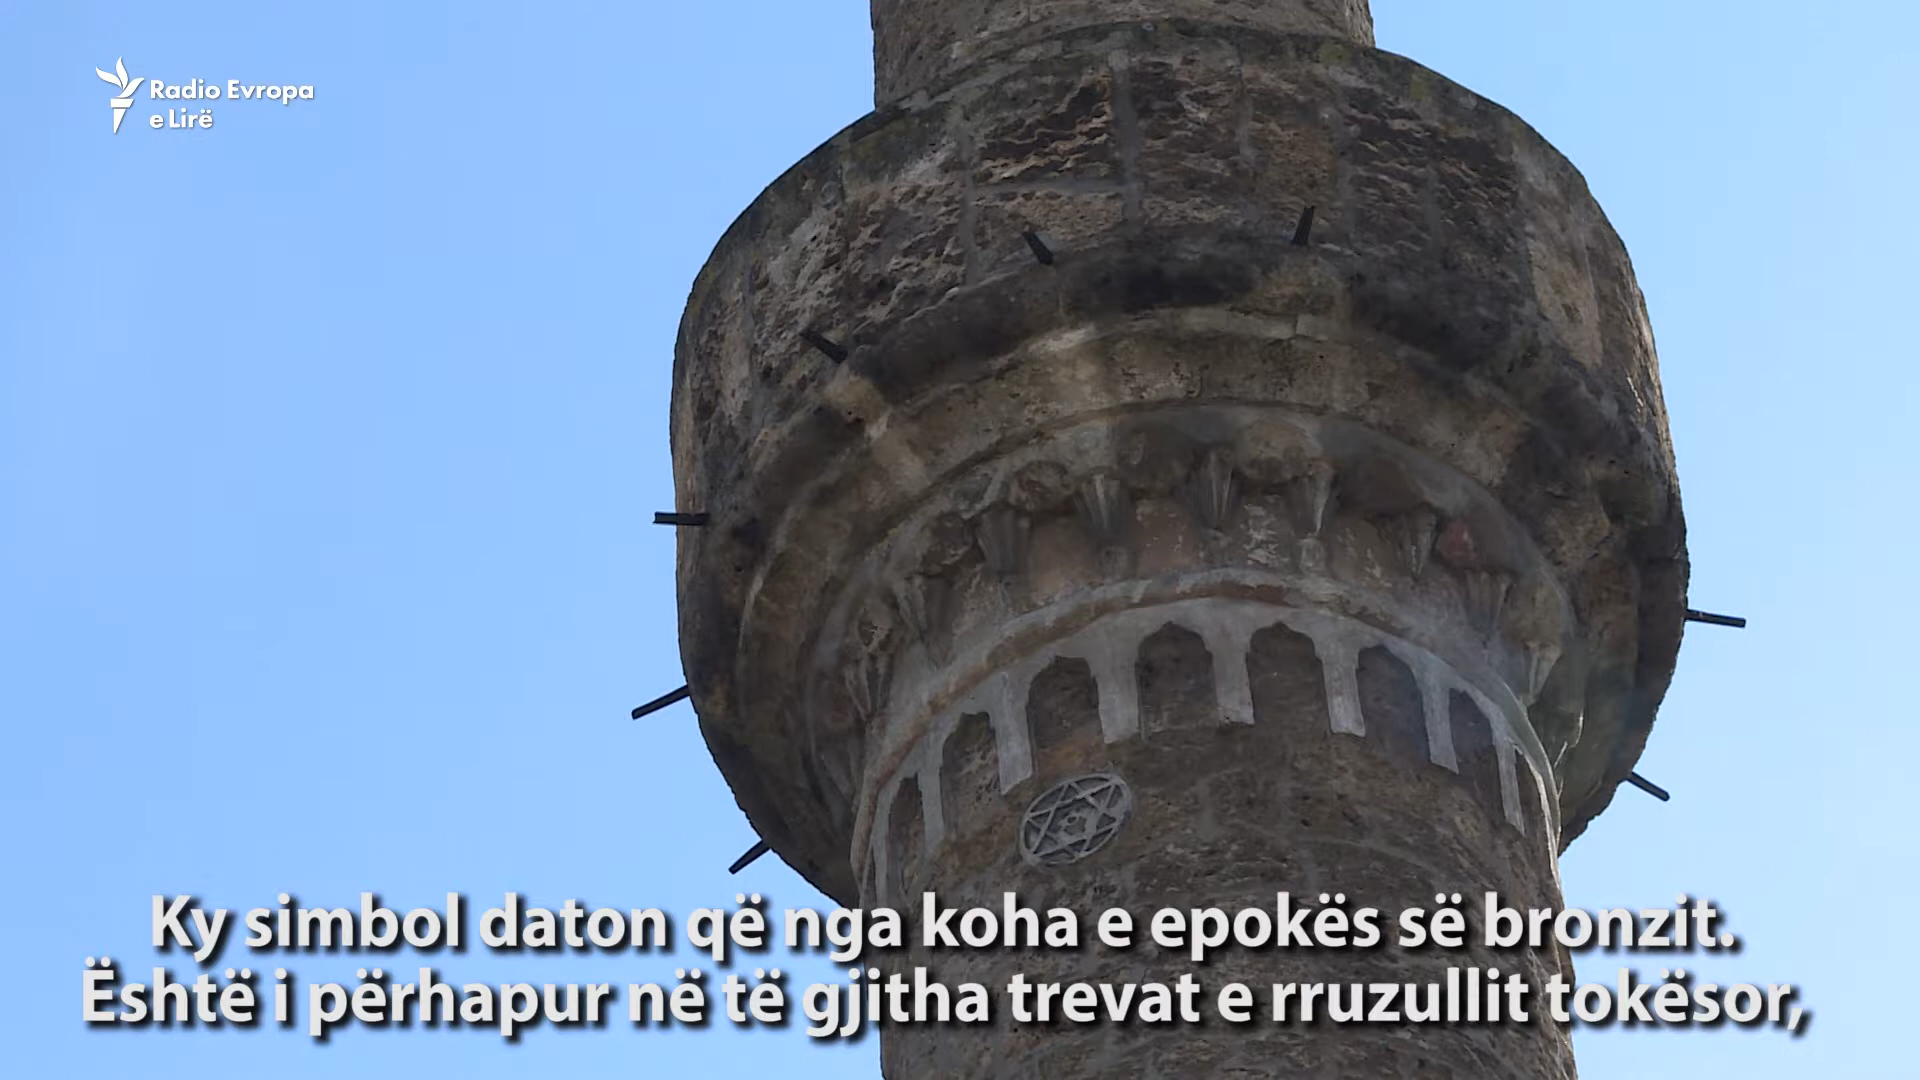 Radio Evropa
e Lirë
Ky simbol daton që nga koha e epokës së bronzit.
Është i përhapur në të gjitha trevat e rruzullit tokësor,